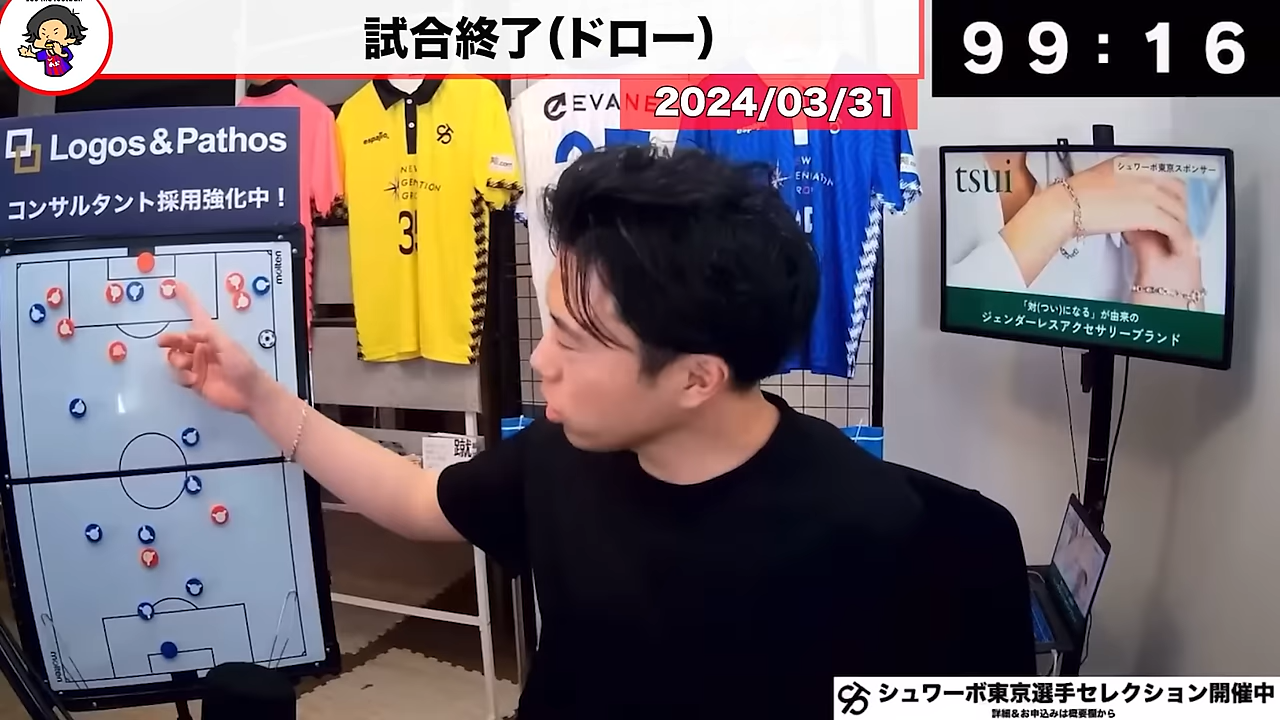 試合終了(ドロー)
2024/03/31
99:16
Logos&Pathos
コンサルタント採用強化中！
molten
EVANE
NEW
GENERATION
tsui
シュワーボ東京スポンサー
「対(つい)になる」が由来の
ジェンダーレスアクセサリーブランド
蹴
molten
シュワーボ東京選手セレクション開催中
詳細&お申込みは概要欄から